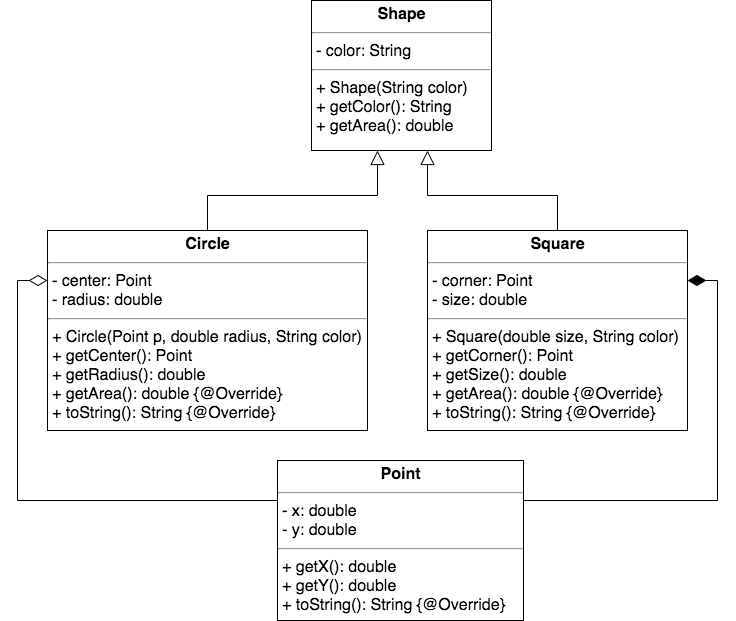 Shape
- color: String
+ Shape(String color)
+ getColor(): String
+ getArea(): double
Circle
- center: Point
- radius: double
+ Circle(Point p, double radius, String color)
+ getCenter(): Point
+ getRadius(): double
+ getArea(): double {@Override}
+ toString(): String {@Override}
Square
- corner: Point
- size: double
+ Square(double size, String color)
+ getCorner(): Point
+ getSize(): double
+ getArea(): double {@Override}
+ toString(): String {@Override}
Point
- x: double
- y: double
+ getX(): double
+ getY(): double
+ toString(): String {@Override}